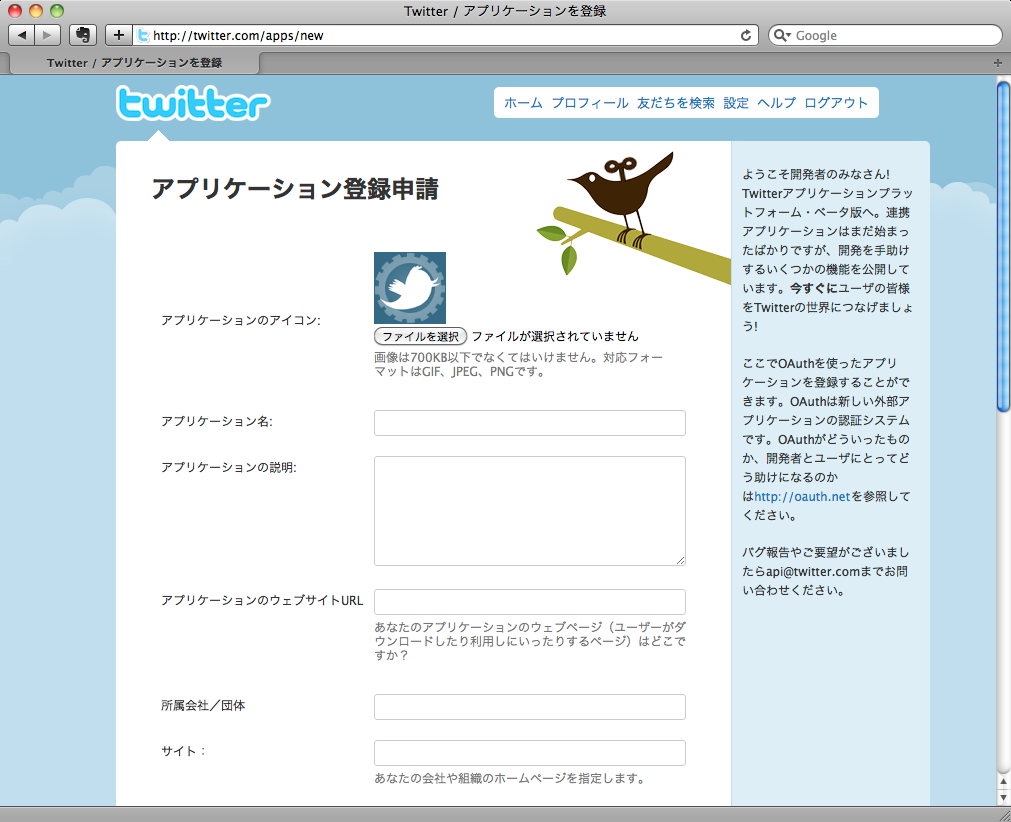 Twitter / アプリケーションを登録
http://twitter.com/apps/new
Google
Twitter / アプリケーションを登録
twitter
ホーム プロフィール 友だちを検索 設定 ヘルプ ログアウト
アプリケーション登録申請
アプリケーションのアイコン:
ファイルを選択 ファイルが選択されていません
画像は700KB以下でなくてはいけません。対応フォー
マットはGIF、JPEG、PNGです。
アプリケーション名:
アプリケーションの説明:
アプリケーションのウェブサイトURL
あなたのアプリケーションのウェブページ（ユーザーがダ
ウンロードしたり利用しにいったりするページ）はどこで
すか？
所属会社／団体
サイト：
あなたの会社や組織のホームページを指定します。
ようこそ開発者のみなさん!
Twitterアプリケーションプラッ
トフォーム・ベータ版へ。連携
アプリケーションはまだ始まっ
たばかりですが、開発を手助け
するいくつかの機能を公開して
います。今すぐにユーザの皆様
をTwitterの世界につなげましょ
う!
ここでOAuthを使ったアプリ
ケーションを登録することがで
きます。OAuthは新しい外部ア
プリケーションの認証システム
です。OAuthがどういったもの
か、開発者とユーザにとってど
う助けになるのか
はhttp://oauth.netを参照して
ください。
バグ報告やご要望がございまし
たらapi@twitter.comまでお問
い合わせください。